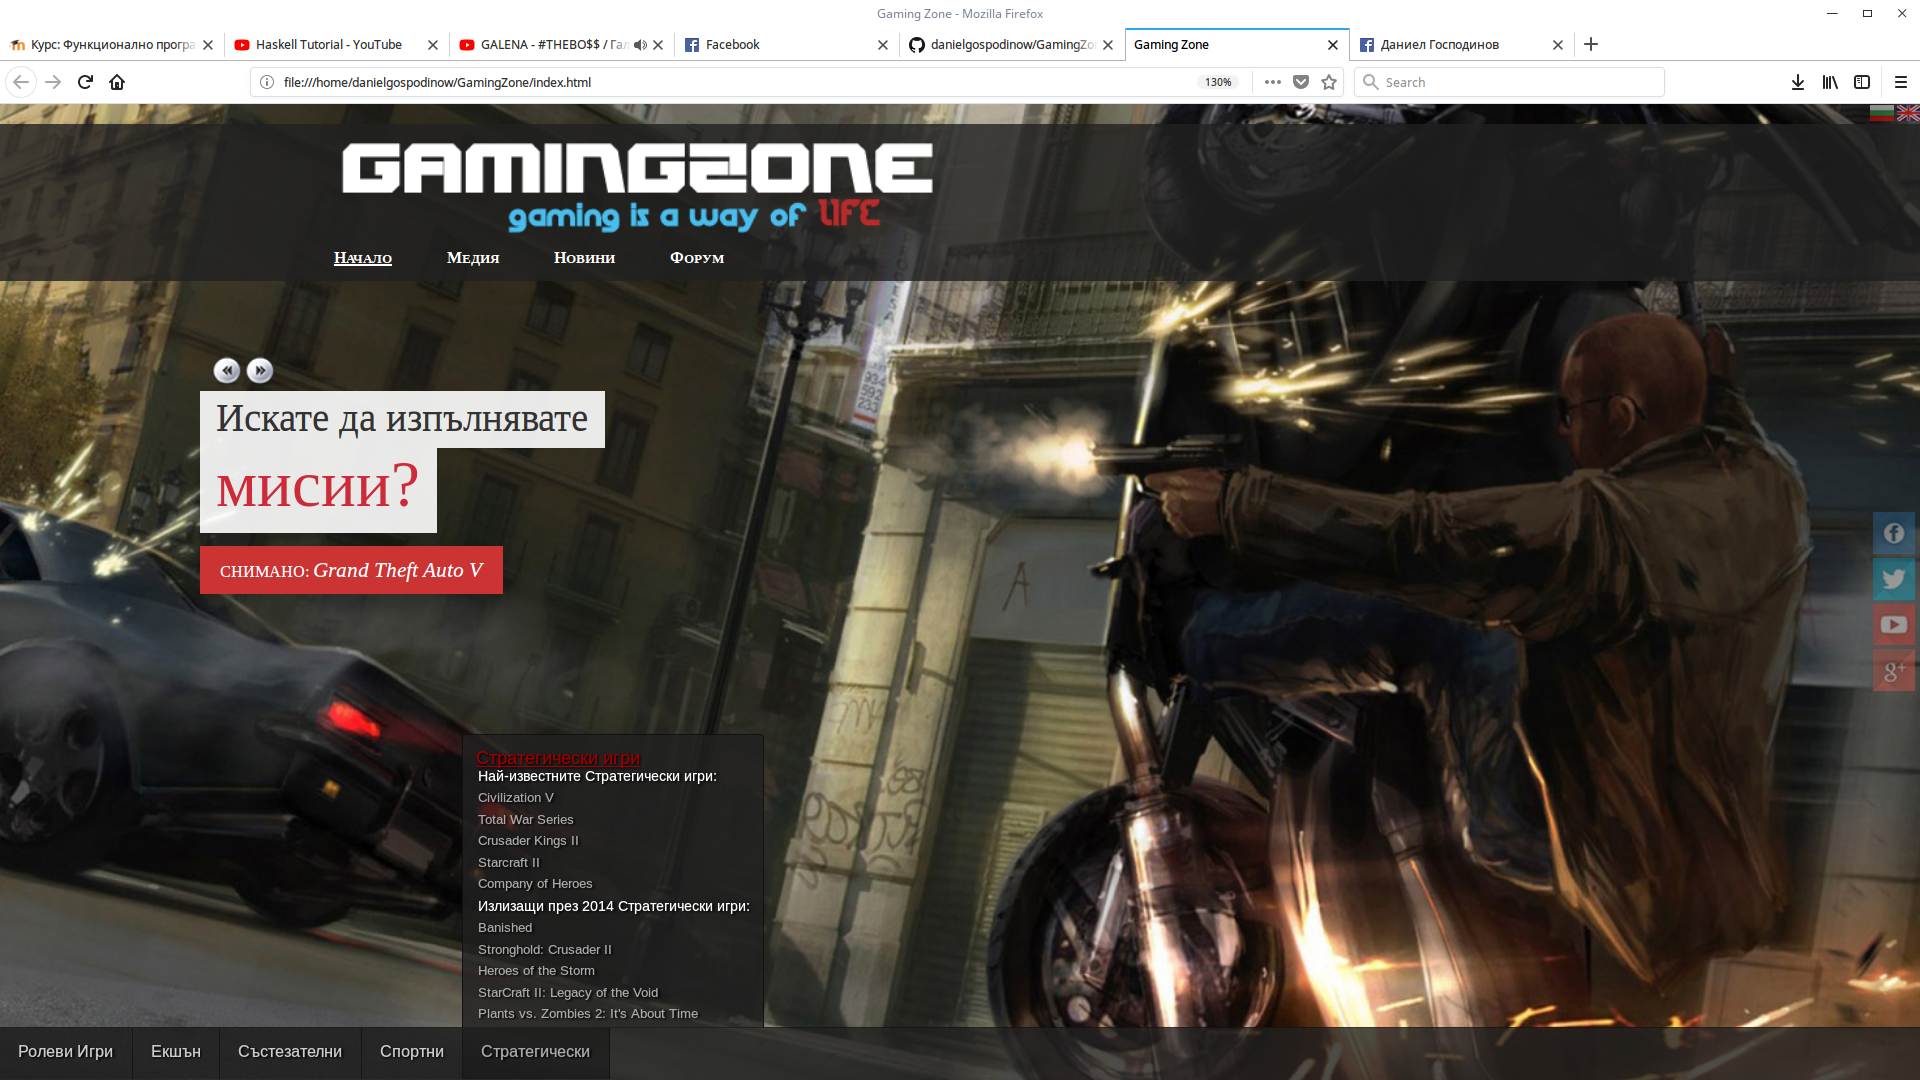 Gaming Zone - Mozilla Firefox
Курс: Функционално програ
Haskell Tutorial - YouTube
GALENA - #THEBO$$ / Гал
Facebook
danielgospodinow/GamingZo
Gaming Zone
Даниел Господинов
file:///home/danielgospodinow/GamingZone/index.html
130%
Search
GAMINGZONE
gaming is a way of LIFE
Начало
Медия
Новини
Форум
Искате да изпълнявате
мисии?
СНИМАНО: Grand Theft Auto V
Стратегически игри
Най-известните Стратегически игри:
Civilization V
Total War Series
Crusader Kings II
Starcraft II
Company of Heroes
Излизащи през 2014 Стратегически игри:
Banished
Stronghold: Crusader II
Heroes of the Storm
StarCraft II: Legacy of the Void
Plants vs. Zombies 2: It's About Time
Ролеви Игри
Екшън
Състезателни
Спортни
Стратегически